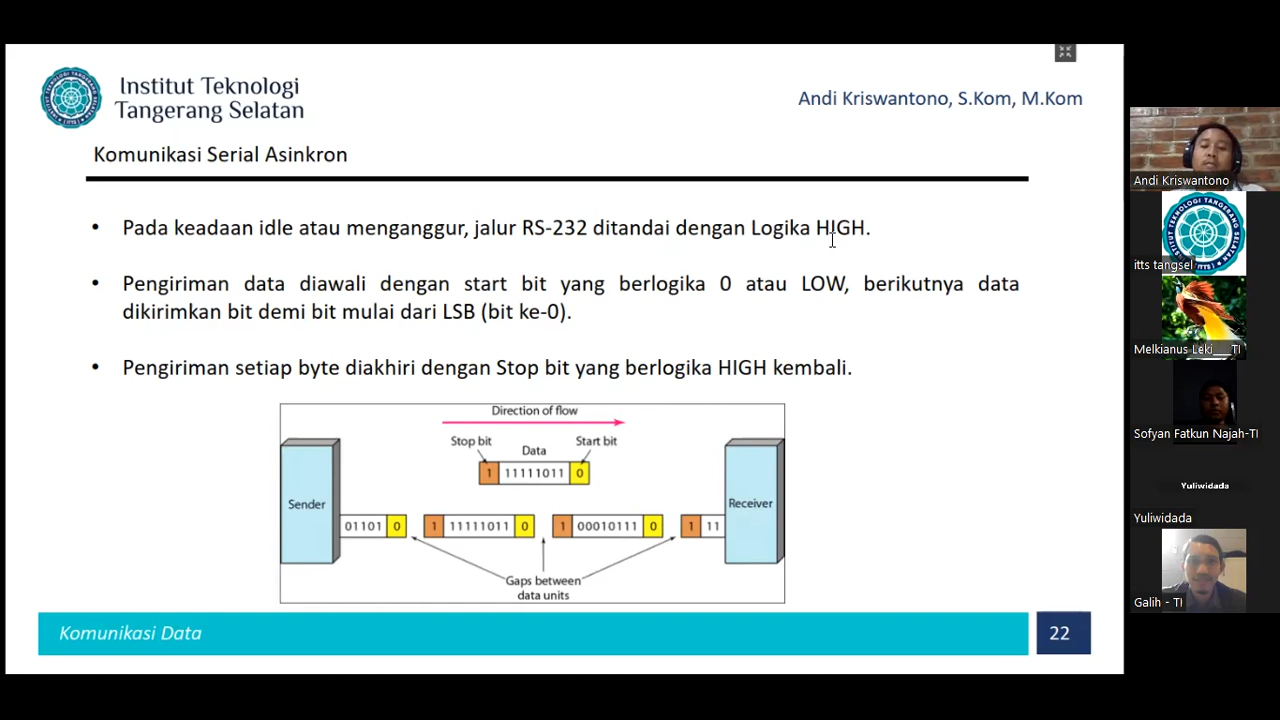 Institut Teknologi
Tangerang Selatan
Andi Kriswantono, S.Kom, M.Kom
Komunikasi Serial Asinkron
• Pada keadaan idle atau menganggur, jalur RS-232 ditandai dengan Logika HIGH.
• Pengiriman data diawali dengan start bit yang berlogika 0 atau LOW, berikutnya data
dikirimkan bit demi bit mulai dari LSB (bit ke-0).
• Pengiriman setiap byte diakhiri dengan Stop bit yang berlogika HIGH kembali.
Direction of flow
Stop bit
Data
Start bit
1 11111011 0
Sender
Receiver
01101 0
1 11111011 0
1 00010111 0
1 11
Gaps between
data units
Komunikasi Data
22
Andi Kriswantono
itts tangsel
Melkianus Leki___TI
Sofyan Fatkun Najah-TI
Yuliwidada
Yuliwidada
Galih - TI